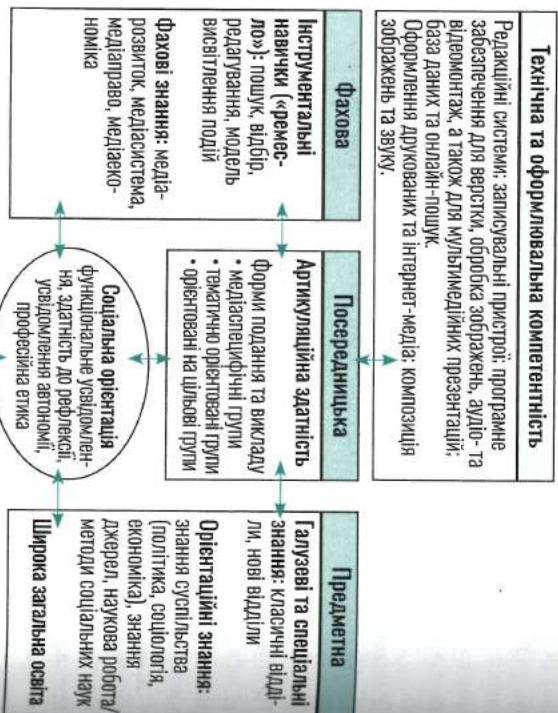 Технічна та оформлювальна компетентність
Редакційні системи: записувальні пристрої; програмне
забезпечення для верстки, обробка зображень, аудіо- та
відеомонтаж, а також для мультимедійних презентацій;
база даних та онлайн-пошук.
Оформлення друкованих та інтернет-медіа: композиція
зображень та звуку.
Фахова
Інструментальні
навички («ремес-
ло»): пошук, відбір,
редагування, модель
висвітлення подій
Фахові знання: медіа-
розвиток, медіасистема,
медіаправо, медіаеко-
номіка
Посередницька
Артикуляційна здатність
Форми подання та викладу
• медіаспецифічні групи
• тематично орієнтовані групи
• орієнтовані на цільові групи
Соціальна орієнтація
функціональне усвідомлен-
ня, здатність до рефлексії,
усвідомлення автономії,
професійна етика
Предметна
Галузеві та спеціальні
знання: класичні відді-
ли, нові відділи
Орієнтаційні знання:
знання суспільства
(політика, соціологія,
економіка), знання
джерел, наукова робота/
методи соціальних наук
Широка загальна освіта